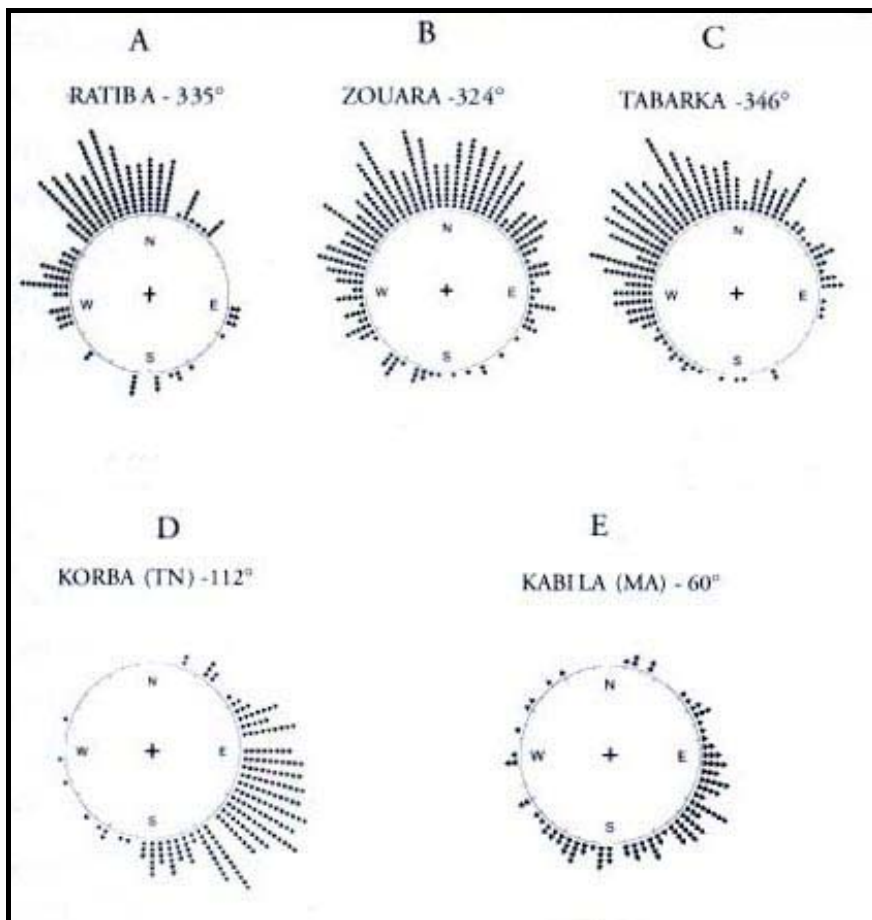 A
B
C
RATIBA - 335°
ZOUARA -324°
TABARKA -346°
N
W
E
S
N
W
E
S
N
W
E
S
D
E
KORBA (TN) -112°
KABILA (MA) - 60°
N
W
E
S
N
W
E
S